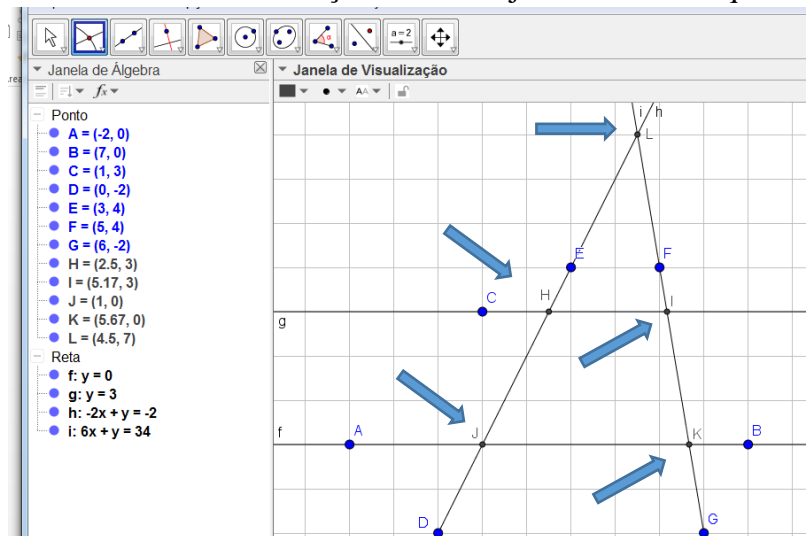 a=2
Janela de Álgebra
Janela de Visualização
fx
AA
Ponto
A = (-2, 0)
B = (7, 0)
C = (1, 3)
D = (0, -2)
E = (3, 4)
F = (5, 4)
G = (6, -2)
H = (2.5, 3)
I = (5.17, 3)
J = (1, 0)
K = (5.67, 0)
L = (4.5, 7)
Reta
f: y = 0
g: y = 3
h: -2x + y = -2
i: 6x + y = 34
i h
L
E F
C H I
g
f A J K B
D G